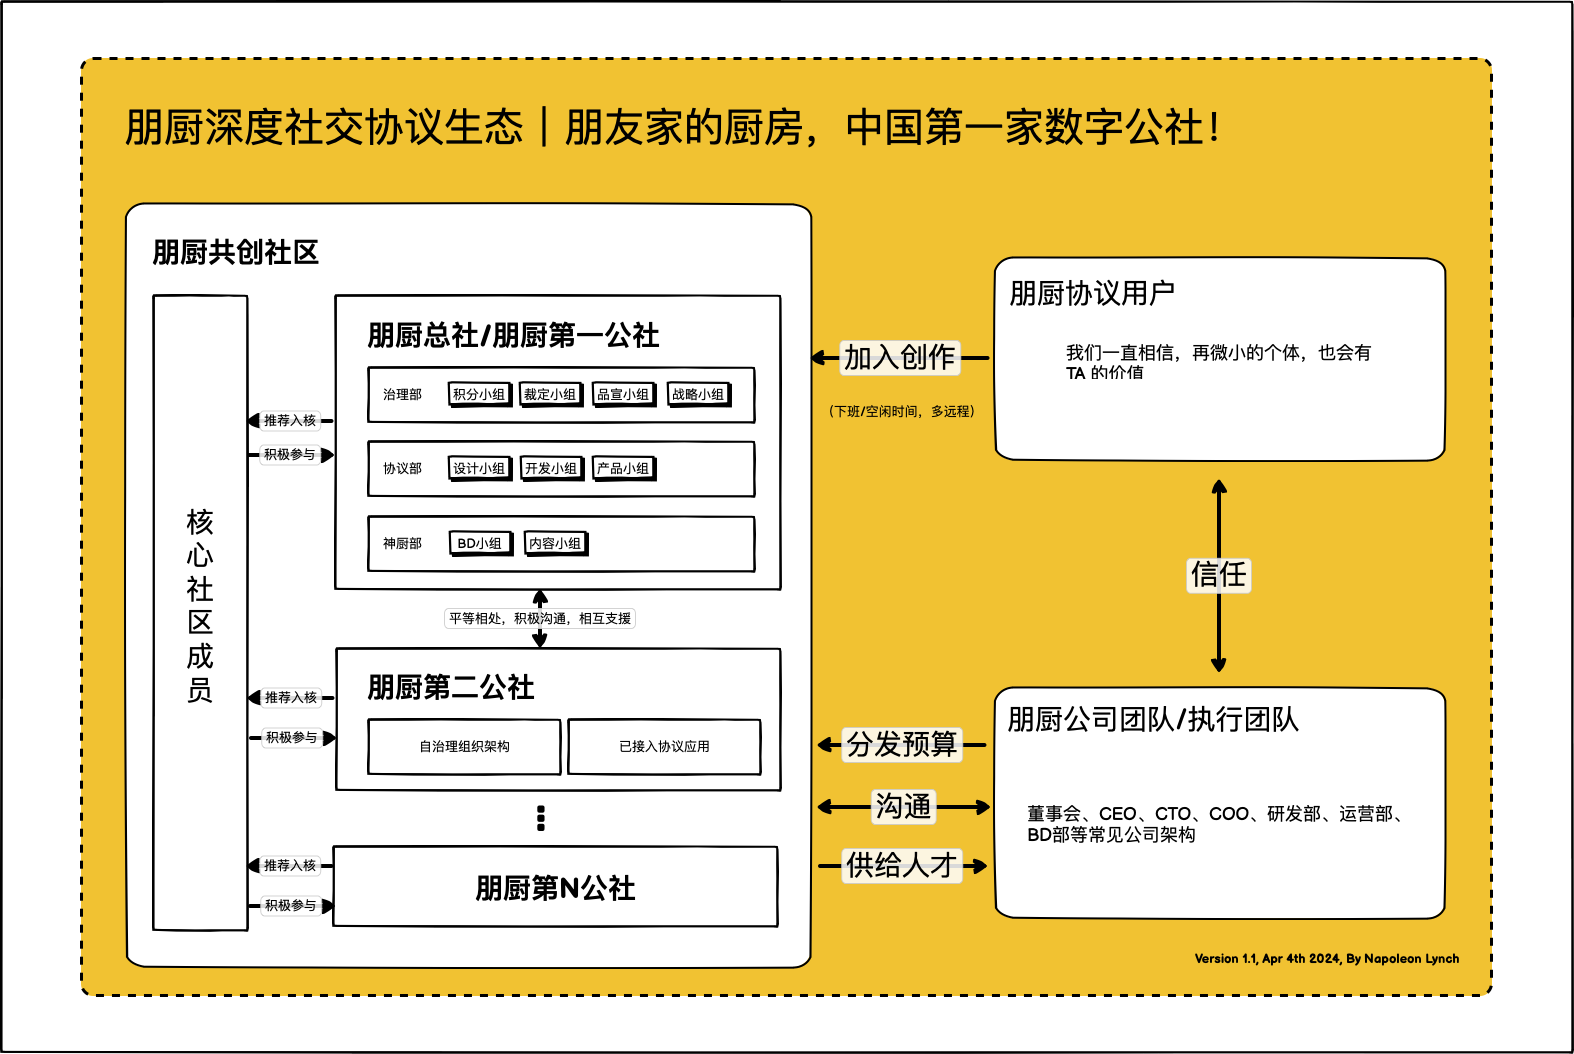 朋厨深度社交协议生态｜朋友家的厨房，中国第一家数字公社！
朋厨共创社区
核心社区成员
朋厨总社/朋厨第一公社
治理部 积分小组 裁定小组 品宣小组 战略小组
协议部 设计小组 开发小组 产品小组
神厨部 BD小组 内容小组
推荐入核
积极参与
平等相处，积极沟通，相互支援
朋厨第二公社
自治理组织架构 已接入协议应用
推荐入核
积极参与
朋厨第N公社
推荐入核
积极参与
加入创作
（下班/空闲时间，多远程）
朋厨协议用户
我们一直相信，再微小的个体，也会有
TA 的价值
信任
分发预算
沟通
供给人才
朋厨公司团队/执行团队
董事会、CEO、CTO、COO、研发部、运营部、
BD部等常见公司架构
Version 1.1, Apr 4th 2024, By Napoleon Lynch